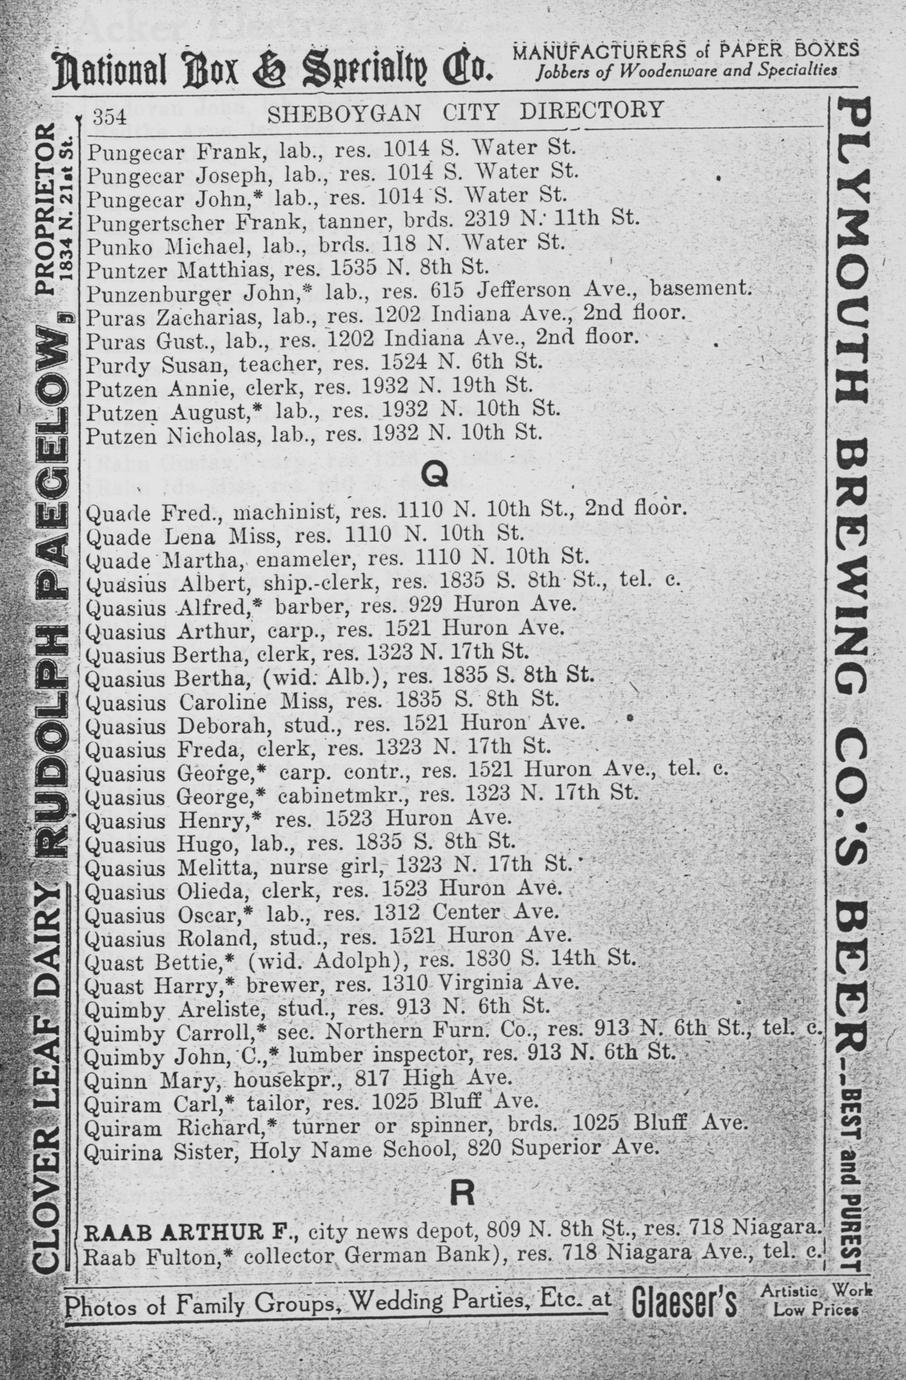 National Box & Specialty Co.
MANUFACTURERS of PAPER BOXES
Jobbers of Woodenware and Specialties
354 SHEBOYGAN CITY DIRECTORY
Pungecar Frank, lab., res. 1014 S. Water St.
Pungecar Joseph, lab., res. 1014 S. Water St.
Pungecar John,* lab., res. 1014 S. Water St.
Pungertscher Frank, tanner, brds. 2319 N. 11th St.
Punko Michael, lab., brds. 118 N. Water St.
Puntzer Matthias, res. 1535 N. 8th St.
Punzenburger John,* lab., res. 615 Jefferson Ave., basement.
Puras Zacharias, lab., res. 1202 Indiana Ave., 2nd floor.
Puras Gust., lab., res. 1202 Indiana Ave., 2nd floor.
Purdy Susan, teacher, res. 1524 N. 6th St.
Putzen Annie, clerk, res. 1932 N. 19th St.
Putzen August,* lab., res. 1932 N. 10th St.
Putzen Nicholas, lab., res. 1932 N. 10th St.
Q
Quade Fred., machinist, res. 1110 N. 10th St., 2nd floor.
Quade Lena Miss, res. 1110 N. 10th St.
Quade Martha, enameler, res. 1110 N. 10th St.
Quasius Albert, ship.-clerk, res. 1835 S. 8th St., tel. c.
Quasius Alfred,* barber, res. 929 Huron Ave.
Quasius Arthur, carp., res. 1521 Huron Ave.
Quasius Bertha, clerk, res. 1323 N. 17th St.
Quasius Bertha, (wid. Alb.), res. 1835 S. 8th St.
Quasius Caroline Miss, res. 1835 S. 8th St.
Quasius Deborah, stud., res. 1521 Huron Ave.
Quasius Freda, clerk, res. 1323 N. 17th St.
Quasius George,* carp. contr., res. 1521 Huron Ave., tel. c.
Quasius George,* cabinetmkr., res. 1323 N. 17th St.
Quasius Henry,* res. 1523 Huron Ave.
Quasius Hugo, lab., res. 1835 S. 8th St.
Quasius Melitta, nurse girl, 1323 N. 17th St.
Quasius Olieda, clerk, res. 1523 Huron Ave.
Quasius Oscar,* lab., res. 1312 Center Ave.
Quasius Roland, stud., res. 1521 Huron Ave.
Quast Bettie,* (wid. Adolph), res. 1830 S. 14th St.
Quast Harry,* brewer, res. 1310 Virginia Ave.
Quimby Areliste, stud., res. 913 N. 6th St.
Quimby Carroll,* sec. Northern Furn. Co., res. 913 N. 6th St., tel. c.
Quimby John, C.,* lumber inspector, res. 913 N. 6th St.
Quinn Mary, housekpr., 817 High Ave.
Quiram Carl,* tailor, res. 1025 Bluff Ave.
Quiram Richard,* turner or spinner, brds. 1025 Bluff Ave.
Quirina Sister, Holy Name School, 820 Superior Ave.
R
RAAB ARTHUR F., city news depot, 809 N. 8th St., res. 718 Niagara.
Raab Fulton,* collector German Bank), res. 718 Niagara Ave., tel. c.
CLOVER LEAF DAIRY RUDOLPH PAEGELOW, PROPRIETOR
1834 N. 21st St.
PLYMOUTH BREWING CO.'S BEER--BEST and PUREST
Photos of Family Groups, Wedding Parties, Etc. at Glaeser's
Artistic Work
Low Prices